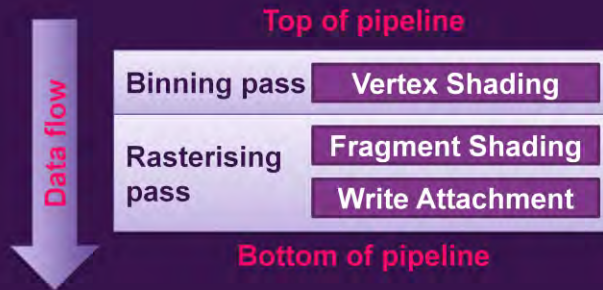 Top of pipeline
Data flow
Binning pass
Vertex Shading
Rasterising
pass
Fragment Shading
Write Attachment
Bottom of pipeline